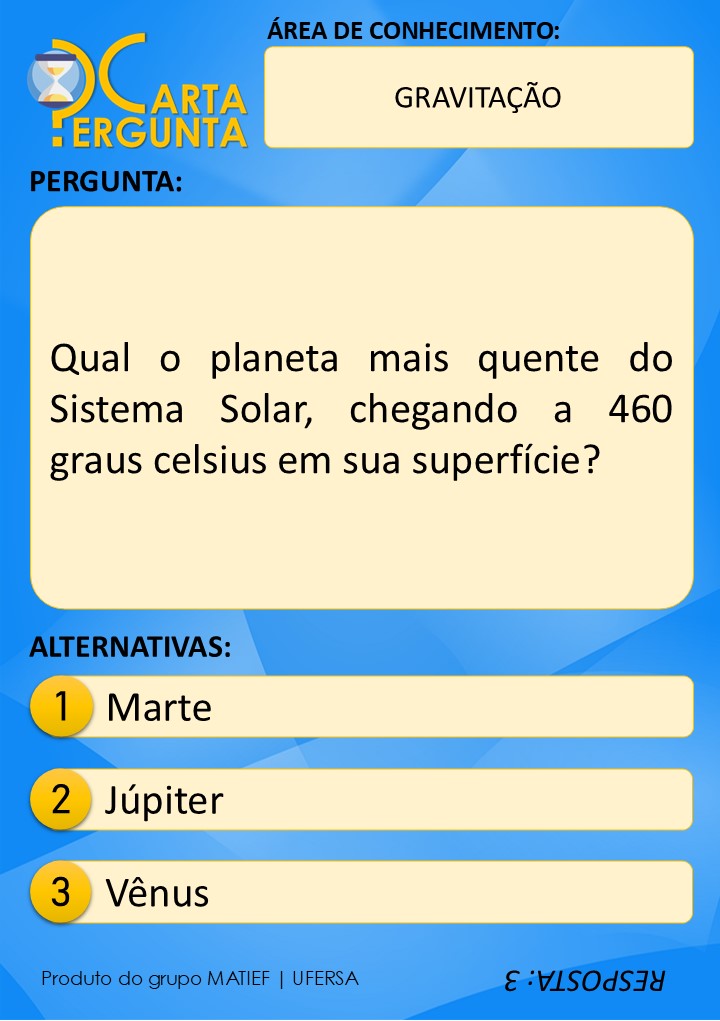 ÁREA DE CONHECIMENTO:
CARTA
PERGUNTA
GRAVITAÇÃO
PERGUNTA:
Qual o planeta mais quente do
Sistema Solar, chegando a 460
graus celsius em sua superfície?
ALTERNATIVAS:
1 Marte
2 Júpiter
3 Vênus
Produto do grupo MATIEF | UFERSA
RESPOSTA: 3